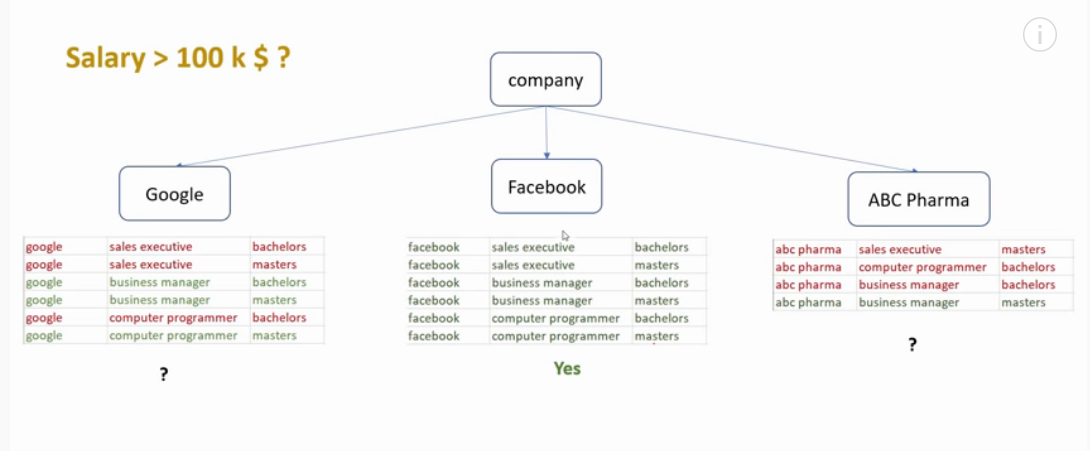 Salary > 100 k $ ?
i
company
Google
Facebook
ABC Pharma
google sales executive bachelors
google sales executive masters
google business manager bachelors
google business manager masters
google computer programmer bachelors
google computer programmer masters
?
facebook sales executive bachelors
facebook sales executive masters
facebook business manager bachelors
facebook business manager masters
facebook computer programmer bachelors
facebook computer programmer masters
Yes
abc pharma sales executive masters
abc pharma computer programmer bachelors
abc pharma business manager bachelors
abc pharma business manager masters
?